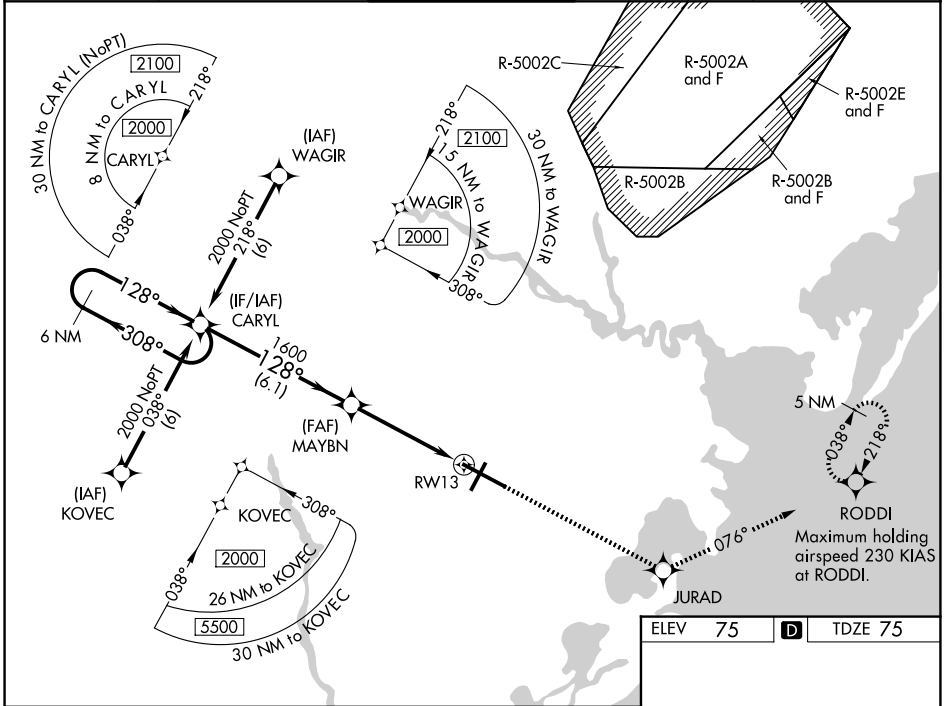 30 NM to CARYL (NoPT)
2100
218°
8 NM to CARYL
2000
CARYL
038°
(IAF)
WAGIR
2000 NoPT
218°
(6)
218°
2100
30 NM to WAGIR
15 NM to WAGIR
WAGIR
2000
308°
R-5002C
R-5002A
and F
R-5002E
and F
R-5002B
R-5002B
and F
128°
6 NM
308°
(IF/IAF)
CARYL
1600
128°
(6.1)
2000 NoPT
038°
(6)
(IAF)
KOVEC
(FAF)
MAYBN
RW13
KOVEC
308°
038°
2000
26 NM to KOVEC
5500
30 NM to KOVEC
5 NM
038°
218°
RODDI
Maximum holding
airspeed 230 KIAS
at RODDI.
076°
JURAD
ELEV 75 D TDZE 75